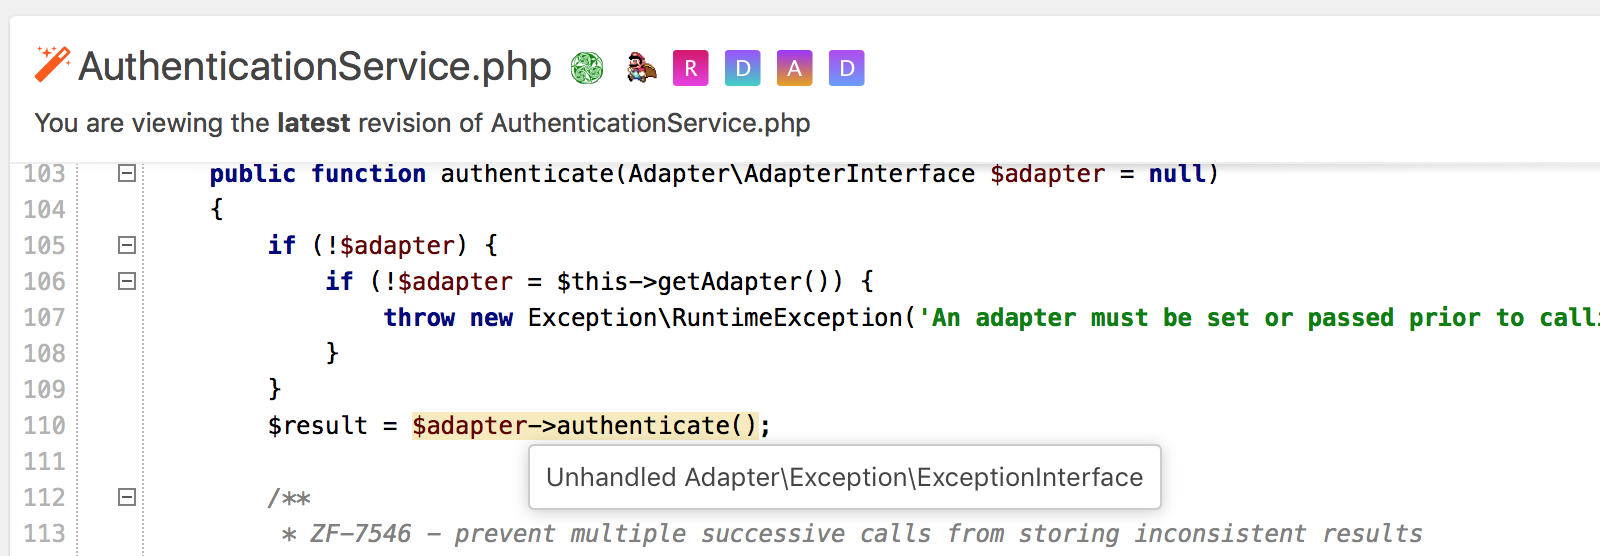 AuthenticationService.php R D A D
You are viewing the latest revision of AuthenticationService.php
103 public function authenticate(Adapter\AdapterInterface $adapter = null)
104 {
105 if (!$adapter) {
106 if (!$adapter = $this->getAdapter()) {
107 throw new Exception\RuntimeException('An adapter must be set or passed prior to calli
108 }
109 }
110 $result = $adapter->authenticate();
111
Unhandled Adapter\Exception\ExceptionInterface
112 /**
113 * ZF-7546 - prevent multiple successive calls from storing inconsistent results